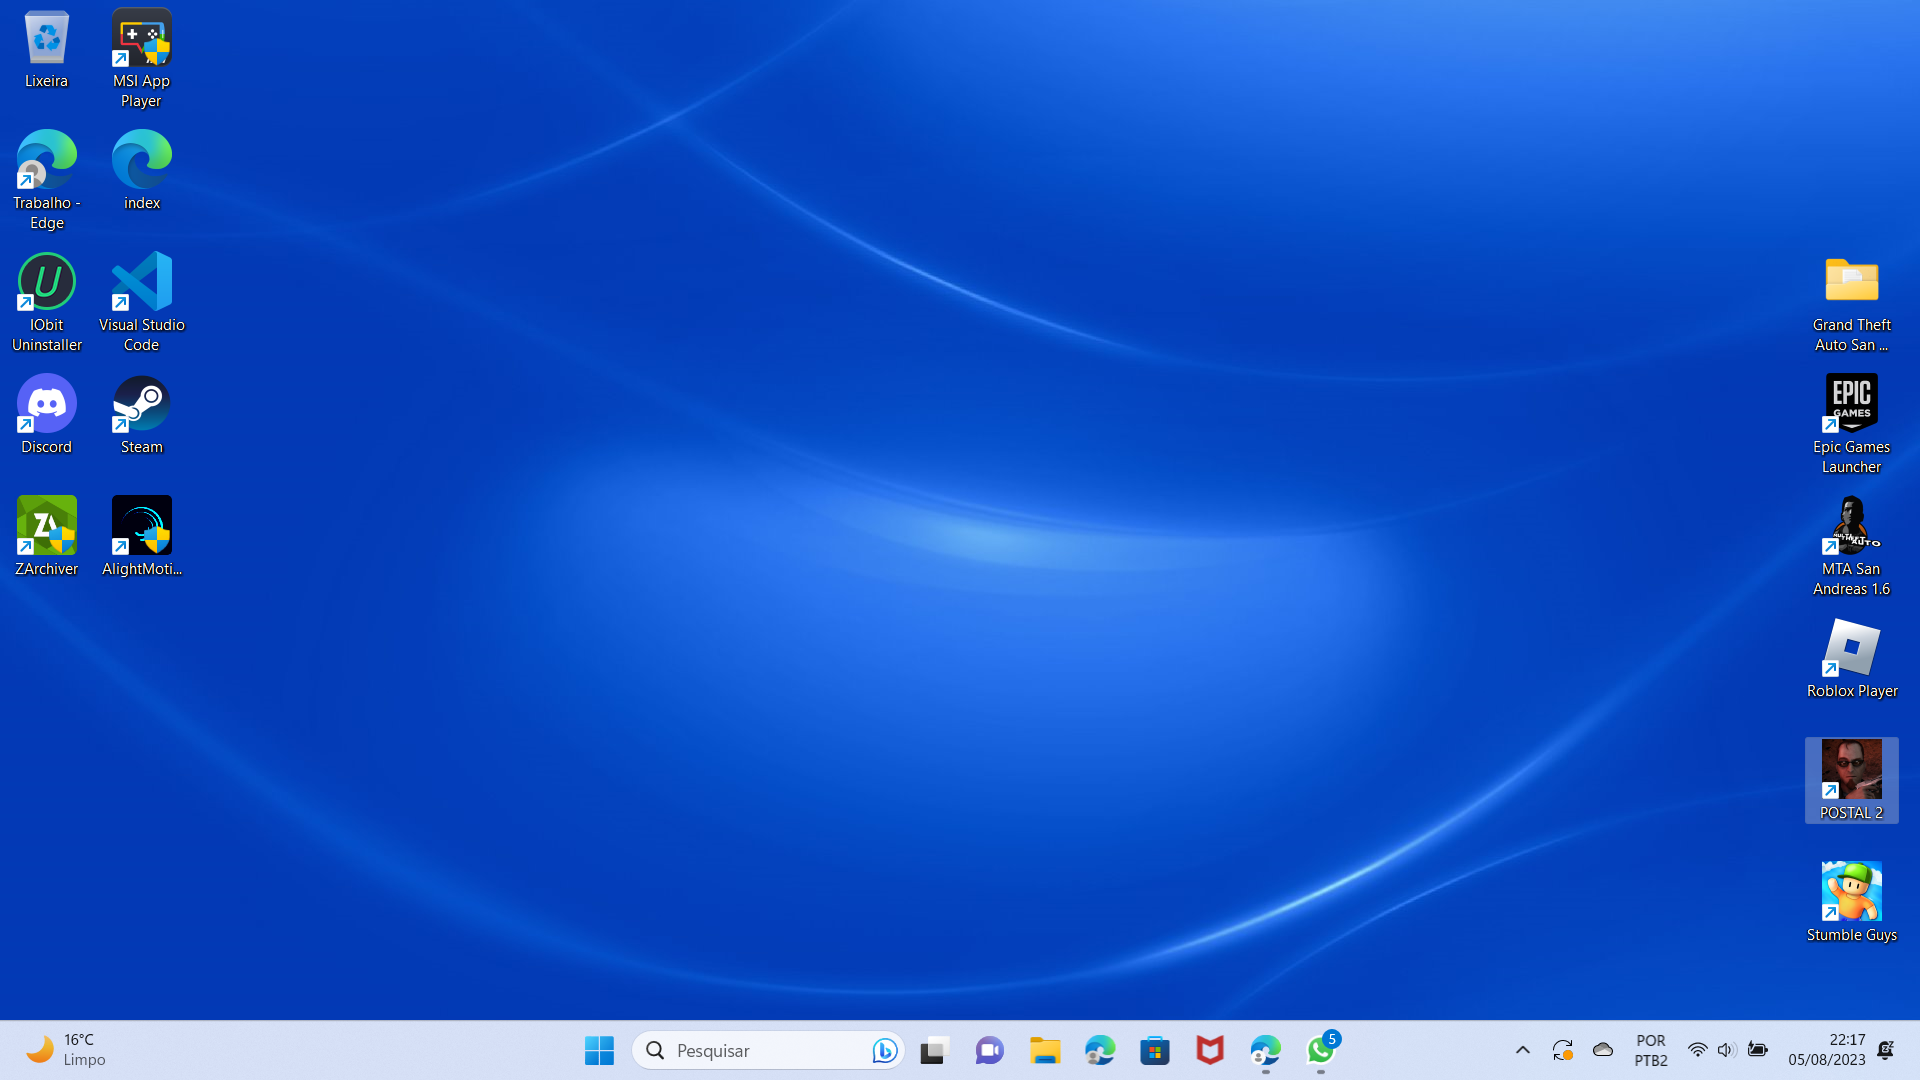 Lixeira
MSI App
Player
Trabalho -
Edge
index
IObit
Uninstaller
Visual Studio
Code
Discord
Steam
ZArchiver
AlightMoti...
Grand Theft
Auto San ...
EPIC
GAMES
Epic Games
Launcher
MTA San
Andreas 1.6
Roblox Player
POSTAL 2
Stumble Guys
16°C
Limpo
Pesquisar
5
POR
PTB2
22:17
05/08/2023